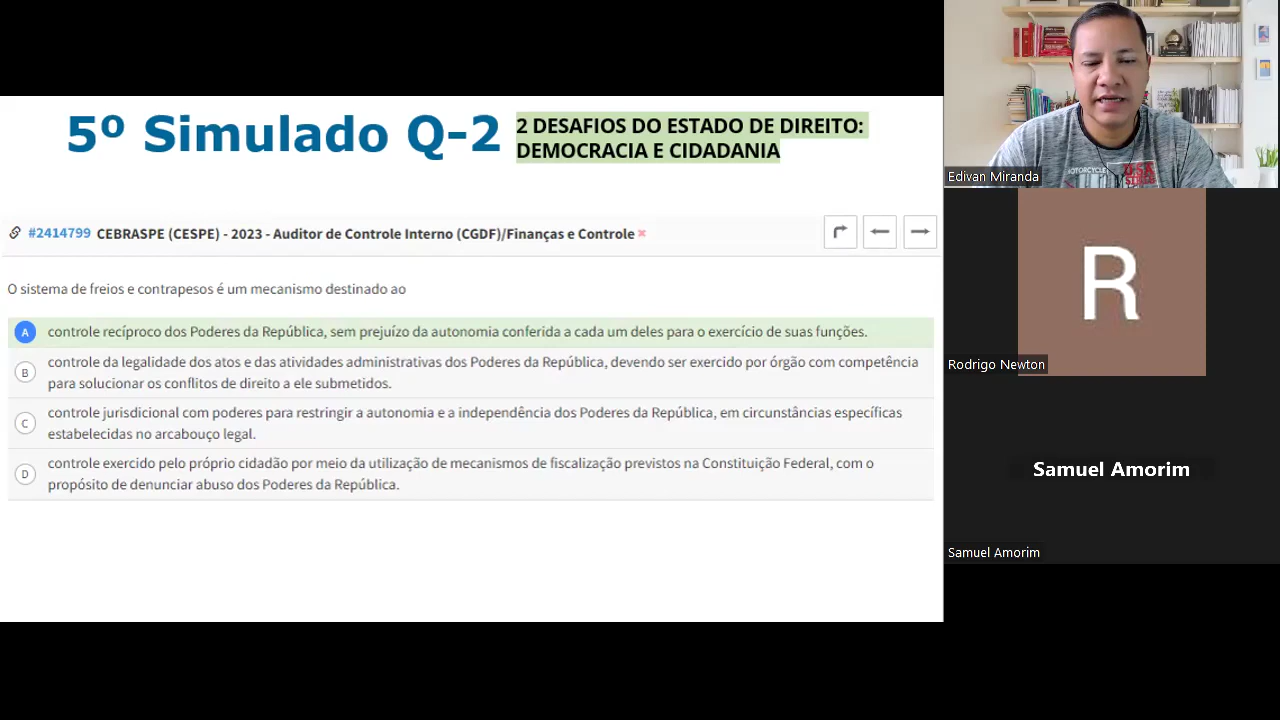 5º Simulado Q-2
2 DESAFIOS DO ESTADO DE DIREITO:
DEMOCRACIA E CIDADANIA
#2414799 CEBRASPE (CESPE) - 2023 - Auditor de Controle Interno (CGDF)/Finanças e Controle
O sistema de freios e contrapesos é um mecanismo destinado ao
A controle recíproco dos Poderes da República, sem prejuízo da autonomia conferida a cada um deles para o exercício de suas funções.
B controle da legalidade dos atos e das atividades administrativas dos Poderes da República, devendo ser exercido por órgão com competência
para solucionar os conflitos de direito a ele submetidos.
C controle jurisdicional com poderes para restringir a autonomia e a independência dos Poderes da República, em circunstâncias específicas
estabelecidas no arcabouço legal.
D controle exercido pelo próprio cidadão por meio da utilização de mecanismos de fiscalização previstos na Constituição Federal, com o
propósito de denunciar abuso dos Poderes da República.
MOTORCYCLE
USA
Edivan Miranda
R
Rodrigo Newton
Samuel Amorim
Samuel Amorim